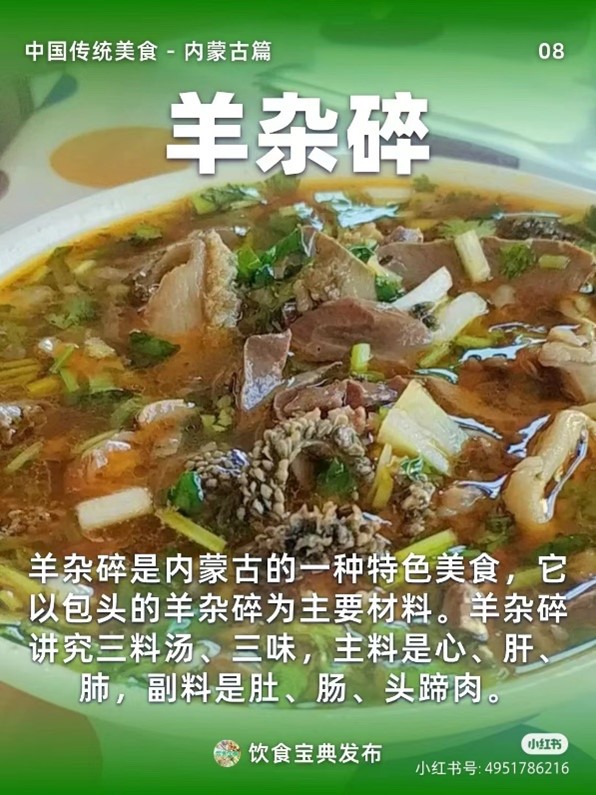 中国传统美食 - 内蒙古篇
08
羊杂碎
羊杂碎是内蒙古的一种特色美食，它
以包头的羊杂碎为主要材料。羊杂碎
讲究三料汤、三味，主料是心、肝、
肺，副料是肚、肠、头蹄肉。
饮食宝典发布
小红书
小红书号: 4951786216